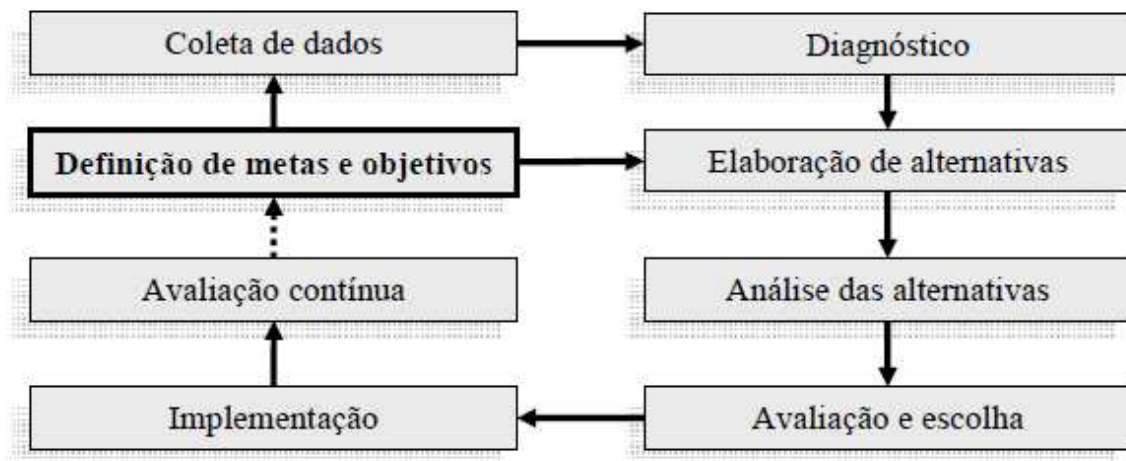 Coleta de dados
Diagnóstico
Definição de metas e objetivos
Elaboração de alternativas
Avaliação contínua
Análise das alternativas
Implementação
Avaliação e escolha